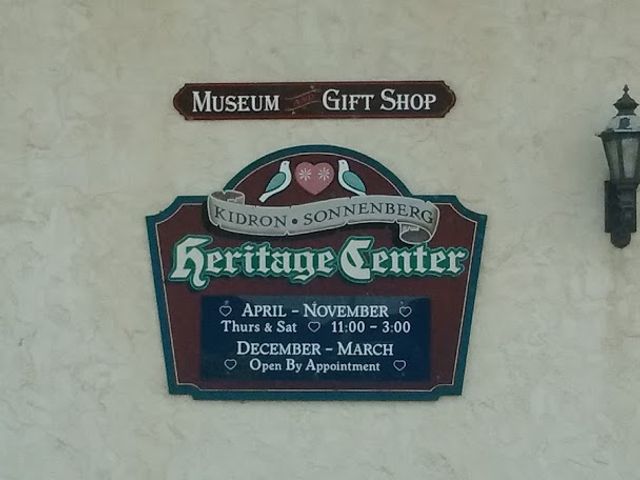 MUSEUM AND GIFT SHOP
KIDRON • SONNENBERG
Heritage Center
APRIL - NOVEMBER
Thurs & Sat 11:00 - 3:00
DECEMBER - MARCH
Open By Appointment